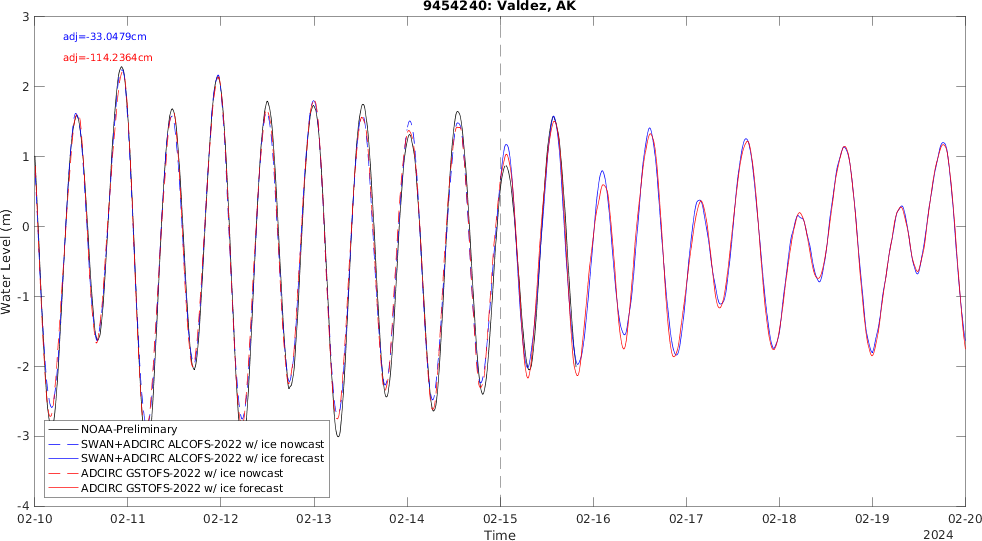 9454240: Valdez, AK
adj=-33.0479cm
adj=-114.2364cm
3
2
1
0
-1
-2
-3
-4
Water Level (m)
NOAA-Preliminary
SWAN+ADCIRC ALCOFS-2022 w/ ice nowcast
SWAN+ADCIRC ALCOFS-2022 w/ ice forecast
ADCIRC GSTOFS-2022 w/ ice nowcast
ADCIRC GSTOFS-2022 w/ ice forecast
02-10 02-11 02-12 02-13 02-14 02-15 02-16 02-17 02-18 02-19 02-20
Time
2024